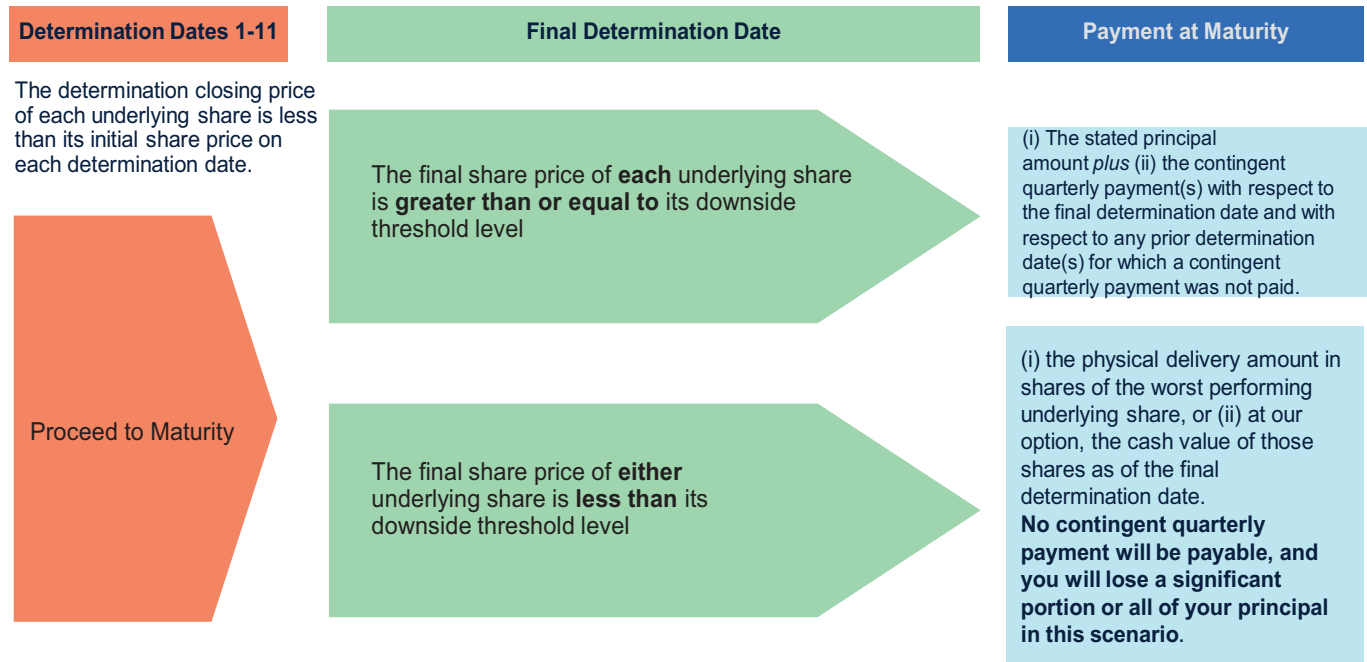 Determination Dates 1-11
Final Determination Date
Payment at Maturity
The determination closing price
of each underlying share is less
than its initial share price on
each determination date.
Proceed to Maturity
The final share price of each underlying share
is greater than or equal to its downside
threshold level
(i) The stated principal
amount plus (ii) the contingent
quarterly payment(s) with respect to
the final determination date and with
respect to any prior determination
date(s) for which a contingent
quarterly payment was not paid.
The final share price of either
underlying share is less than its
downside threshold level
(i) the physical delivery amount in
shares of the worst performing
underlying share, or (ii) at our
option, the cash value of those
shares as of the final
determination date.
No contingent quarterly
payment will be payable, and
you will lose a significant
portion or all of your principal
in this scenario.